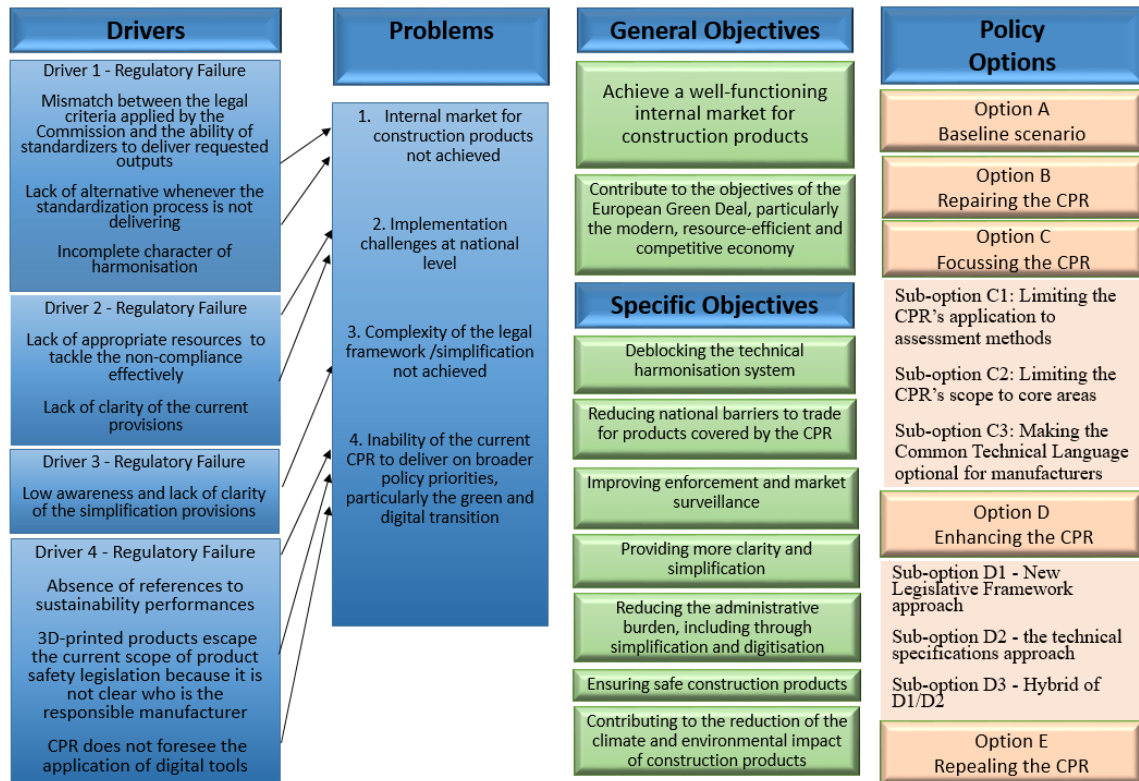 Drivers
Driver 1 - Regulatory Failure
Mismatch between the legal
criteria applied by the
Commission and the ability of
standardizers to deliver requested
outputs
Lack of alternative whenever the
standardization process is not
delivering
Incomplete character of
harmonisation
Driver 2 - Regulatory Failure
Lack of appropriate resources to
tackle the non-compliance
effectively
Lack of clarity of the current
provisions
Driver 3 - Regulatory Failure
Low awareness and lack of clarity
of the simplification provisions
Driver 4 - Regulatory Failure
Absence of references to
sustainability performances
3D-printed products escape
the current scope of product
safety legislation because it is
not clear who is the
responsible manufacturer
CPR does not foresee the
application of digital tools
Problems
1. Internal market for
construction products
not achieved
2. Implementation
challenges at national
level
3. Complexity of the legal
framework /simplification
not achieved
4. Inability of the current
CPR to deliver on broader
policy priorities,
particularly the green and
digital transition
General Objectives
Achieve a well-functioning
internal market for
construction products
Contribute to the objectives of the
European Green Deal, particularly
the modern, resource-efficient and
competitive economy
Specific Objectives
Deblocking the technical
harmonisation system
Reducing national barriers to trade
for products covered by the CPR
Improving enforcement and market
surveillance
Providing more clarity and
simplification
Reducing the administrative
burden, including through
simplification and digitisation
Ensuring safe construction products
Contributing to the reduction of the
climate and environmental impact
of construction products
Policy
Options
Option A
Baseline scenario
Option B
Repairing the CPR
Option C
Focussing the CPR
Sub-option C1: Limiting the
CPR's application to
assessment methods
Sub-option C2: Limiting the
CPR's scope to core areas
Sub-option C3: Making the
Common Technical Language
optional for manufacturers
Option D
Enhancing the CPR
Sub-option D1 - New
Legislative Framework
approach
Sub-option D2 - the technical
specifications approach
Sub-option D3 - Hybrid of
D1/D2
Option E
Repealing the CPR